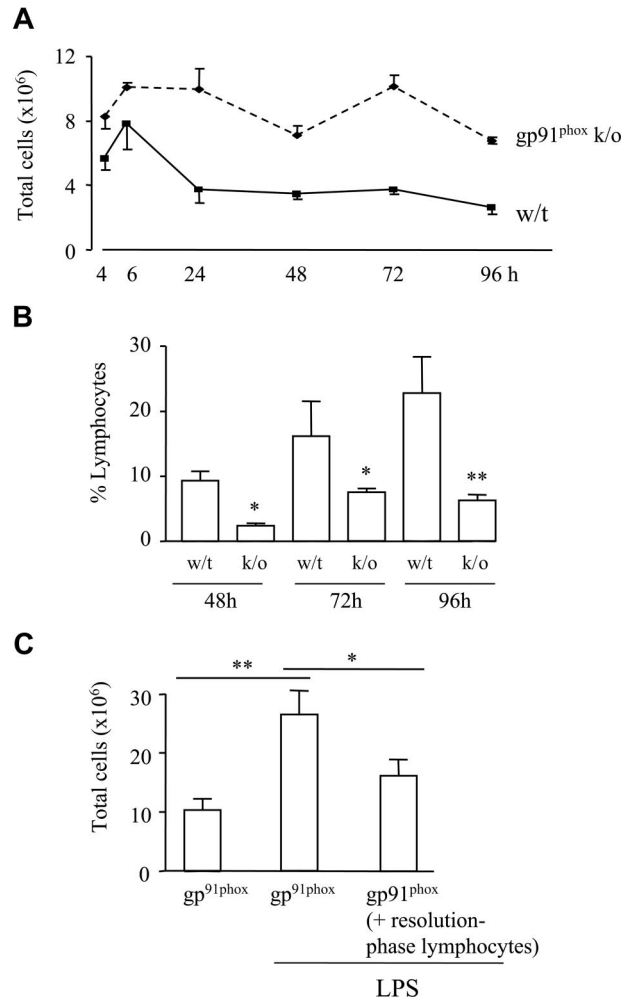 A
Total cells (x10⁶)
12
8
4
0
gp91ᵖʰᵒˣ k/o
w/t
4 6 24 48 72 96 h
B
% Lymphocytes
30
20
10
0
* * **
w/t k/o w/t k/o w/t k/o
48h 72h 96h
C
Total cells (x10⁶)
** *
30
20
10
0
gp⁹¹ᵖʰᵒˣ gp⁹¹ᵖʰᵒˣ gp91ᵖʰᵒˣ
(+ resolution-
phase lymphocytes)
LPS